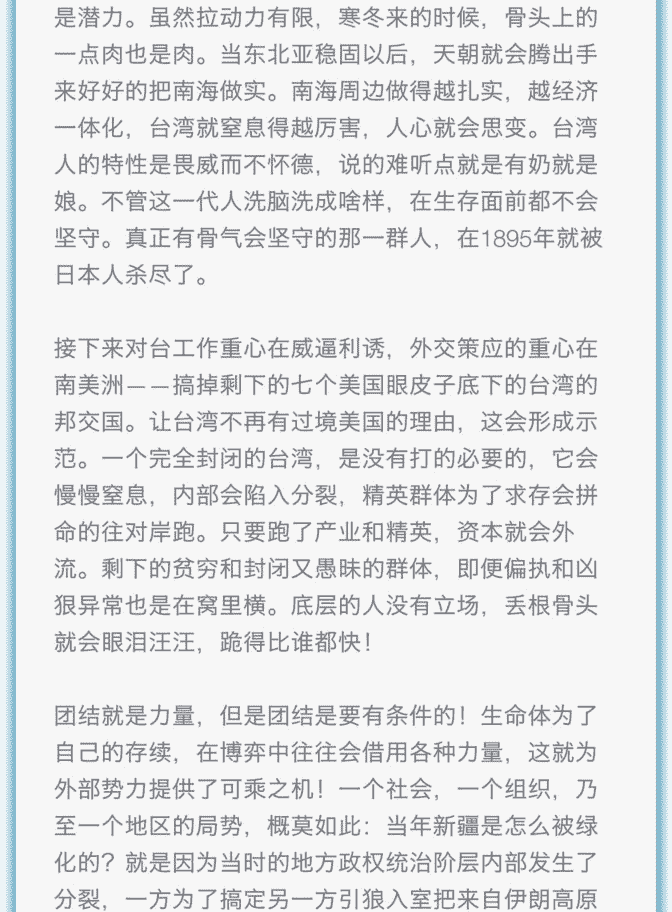 是潜力。虽然拉动力有限，寒冬来的时候，骨头上的
一点肉也是肉。当东北亚稳固以后，天朝就会腾出手
来好好的把南海做实。南海周边做得越扎实，越经济
一体化，台湾就窒息得越厉害，人心就会思变。台湾
人的特性是畏威而不怀德，说的难听点就是有奶就是
娘。不管这一代人洗脑洗成啥样，在生存面前都不会
坚守。真正有骨气会坚守的那一群人，在1895年就被
日本人杀尽了。
接下来对台工作重心在威逼利诱，外交策应的重心在
南美洲——搞掉剩下的七个美国眼皮子底下的台湾的
邦交国。让台湾不再有过境美国的理由，这会形成示
范。一个完全封闭的台湾，是没有打的必要的，它会
慢慢窒息，内部会陷入分裂，精英群体为了求存会拼
命的往对岸跑。只要跑了产业和精英，资本就会外
流。剩下的贫穷和封闭又愚昧的群体，即便偏执和凶
狠异常也是在窝里横。底层的人没有立场，丢根骨头
就会眼泪汪汪，跪得比谁都快！
团结就是力量，但是团结是要有条件的！生命体为了
自己的存续，在博弈中往往会借用各种力量，这就为
外部势力提供了可乘之机！一个社会，一个组织，乃
至一个地区的局势，概莫如此：当年新疆是怎么被绿
化的？就是因为当时的地方政权统治阶层内部发生了
分裂，一方为了搞定另一方引狼入室把来自伊朗高原